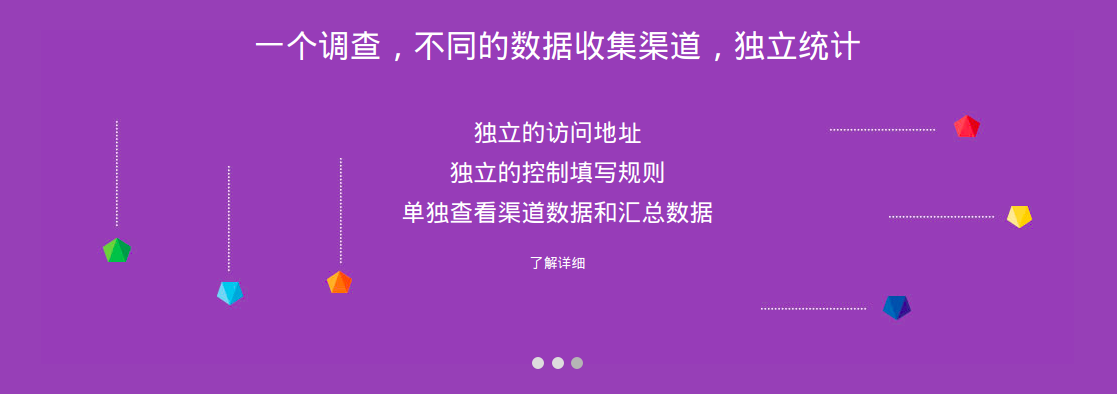 一个调查，不同的数据收集渠道，独立统计
独立的访问地址
独立的控制填写规则
单独查看渠道数据和汇总数据
了解详细